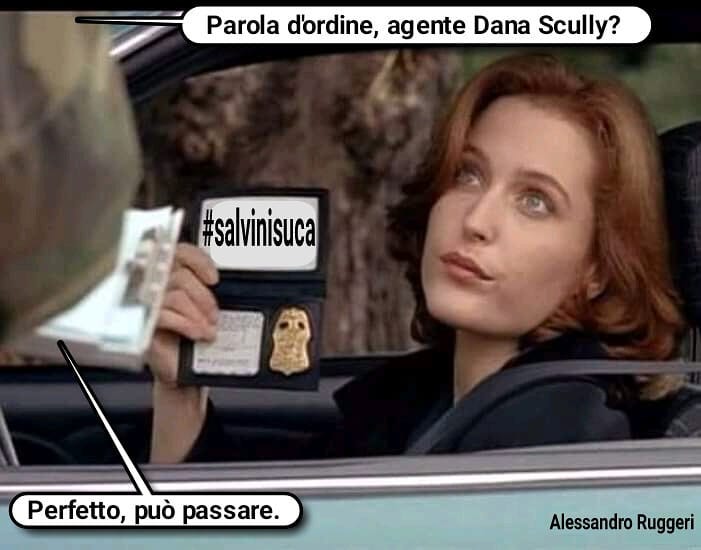 Parola d'ordine, agente Dana Scully?
#salvinisuca
Perfetto, può passare.
Alessandro Ruggeri